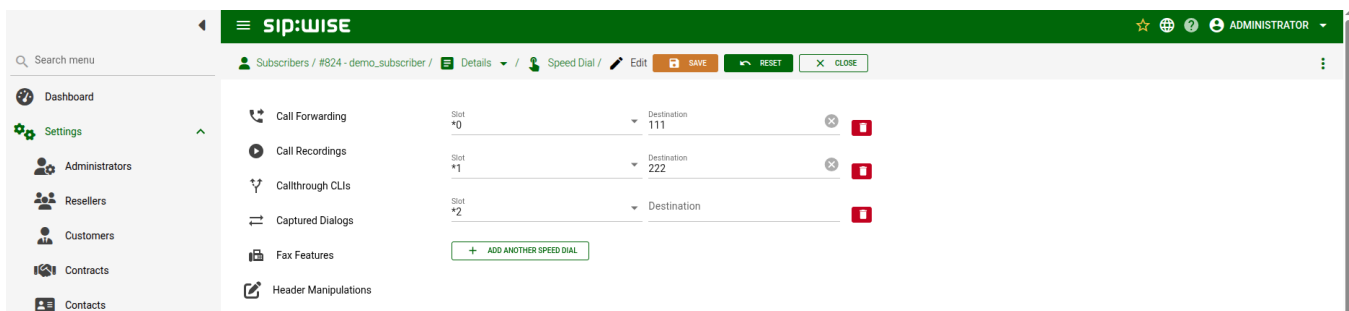 sip:wise
ADMINISTRATOR
Search menu
Subscribers / #824 - demo_subscriber / Details / Speed Dial / Edit SAVE RESET CLOSE
Dashboard
Settings
Administrators
Resellers
Customers
Contracts
Contacts
Call Forwarding
Call Recordings
Callthrough CLIs
Captured Dialogs
Fax Features
Header Manipulations
Slot
*0
Destination
111
Slot
*1
Destination
222
Slot
*2
Destination
ADD ANOTHER SPEED DIAL